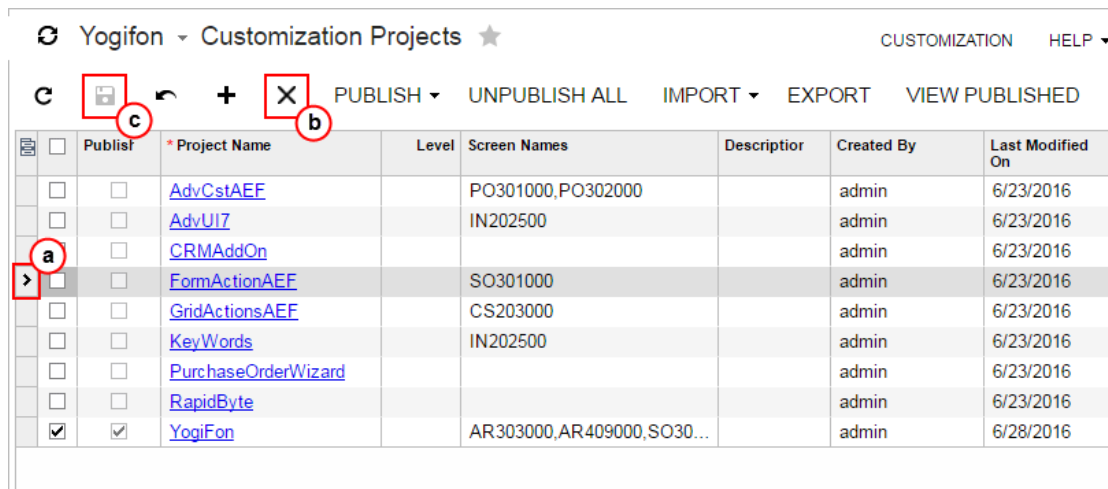 Yogifon Customization Projects CUSTOMIZATION HELP
PUBLISH UNPUBLISH ALL IMPORT EXPORT VIEW PUBLISHED
c b
Publish * Project Name Level Screen Names Description Created By Last Modified
On
AdvCstAEF PO301000,PO302000 admin 6/23/2016
AdvUI7 IN202500 admin 6/23/2016
a CRMAddOn admin 6/23/2016
FormActionAEF SO301000 admin 6/23/2016
GridActionsAEF CS203000 admin 6/23/2016
KeyWords IN202500 admin 6/23/2016
PurchaseOrderWizard admin 6/23/2016
RapidByte admin 6/23/2016
YogiFon AR303000,AR409000,SO30... admin 6/28/2016